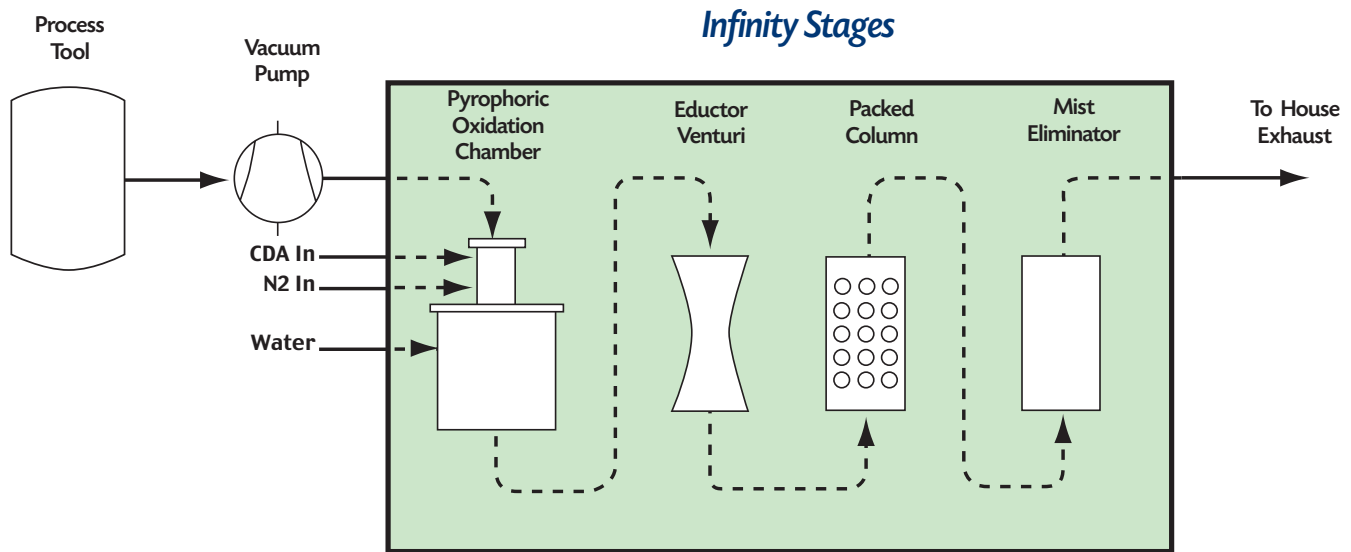 Infinity Stages
Process
Tool
Vacuum
Pump
Pyrophoric
Oxidation
Chamber
Eductor
Venturi
Packed
Column
Mist
Eliminator
To House
Exhaust
CDA In
N2 In
Water